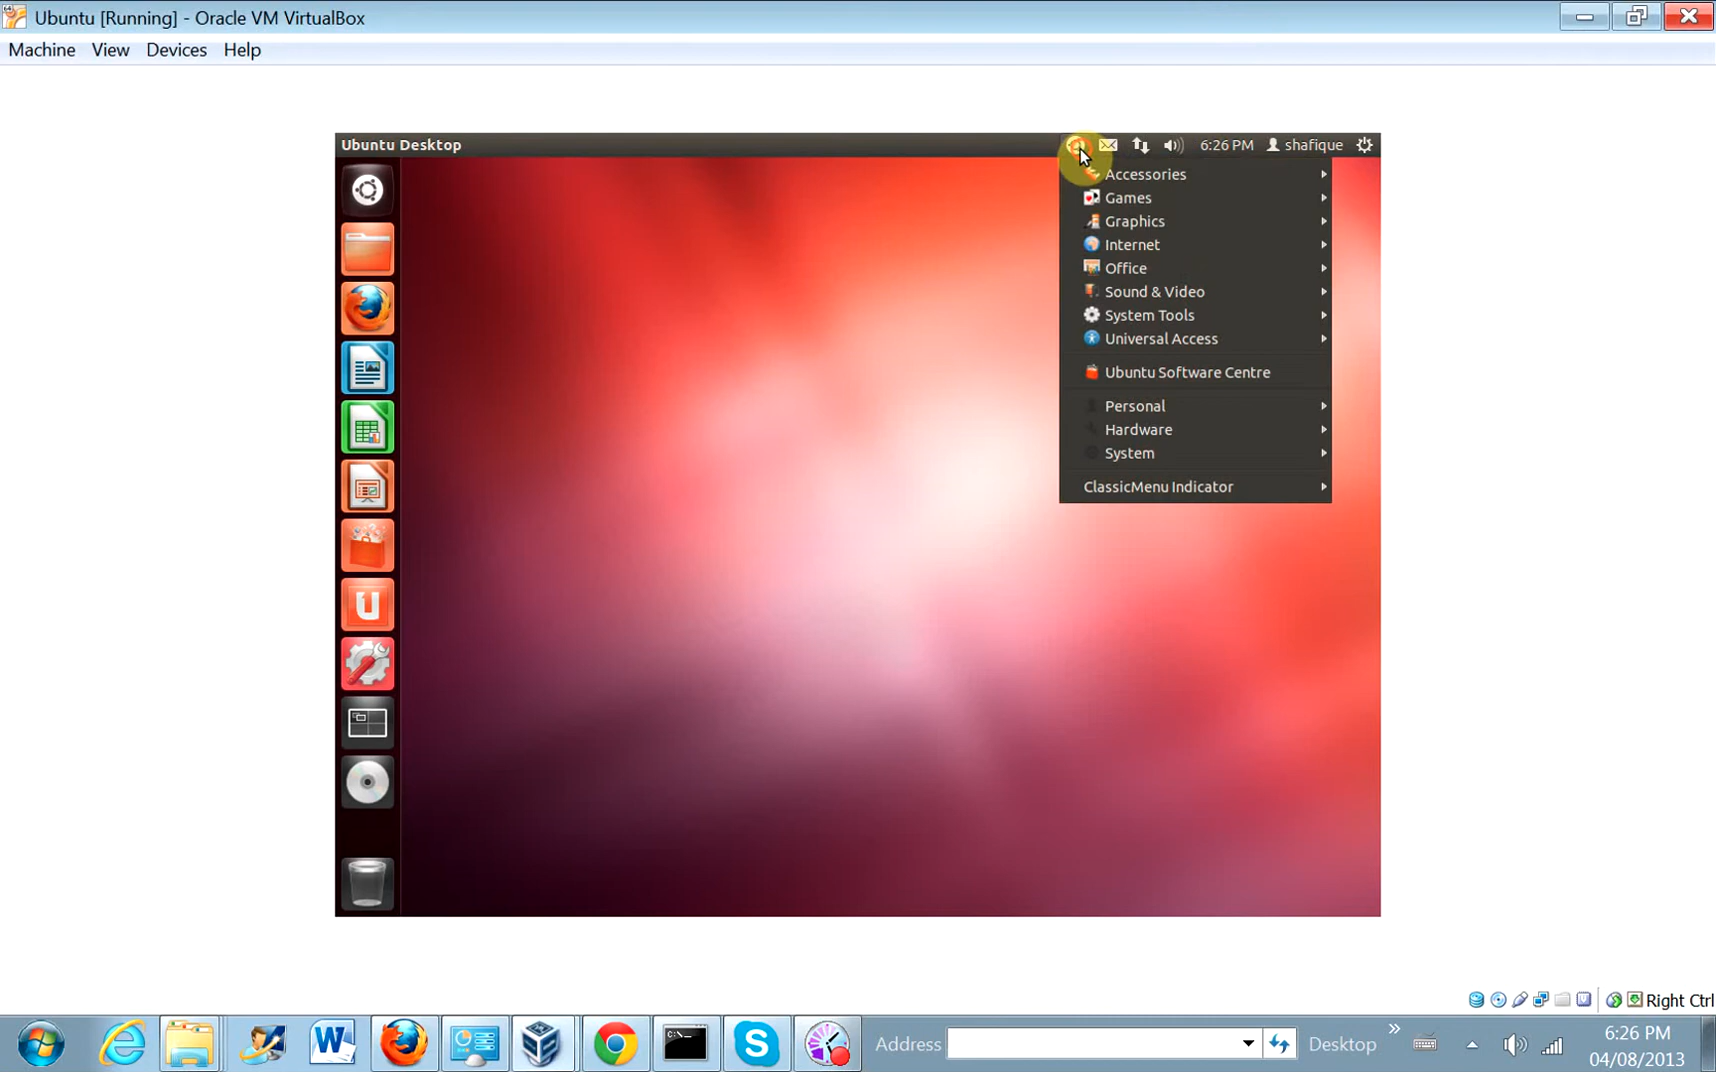 Ubuntu [Running] - Oracle VM VirtualBox
Machine View Devices Help
Ubuntu Desktop 6:26 PM shafique
Accessories
Games
Graphics
Internet
Office
Sound & Video
System Tools
Universal Access
Ubuntu Software Centre
Personal
Hardware
System
ClassicMenu Indicator
Right Ctrl
Address Desktop » 6:26 PM
04/08/2013